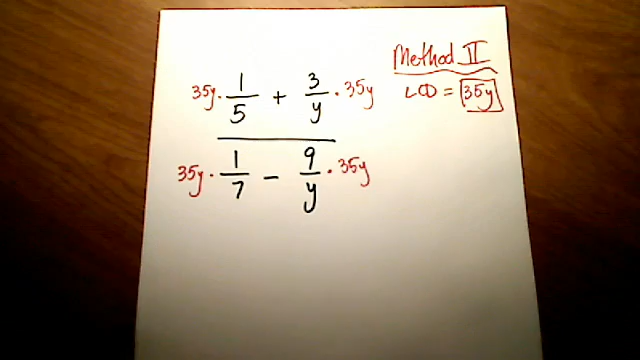 Method II
LCD = 35y
35y · 1/5 + 3/y · 35y
35y · 1/7 - 9/y · 35y